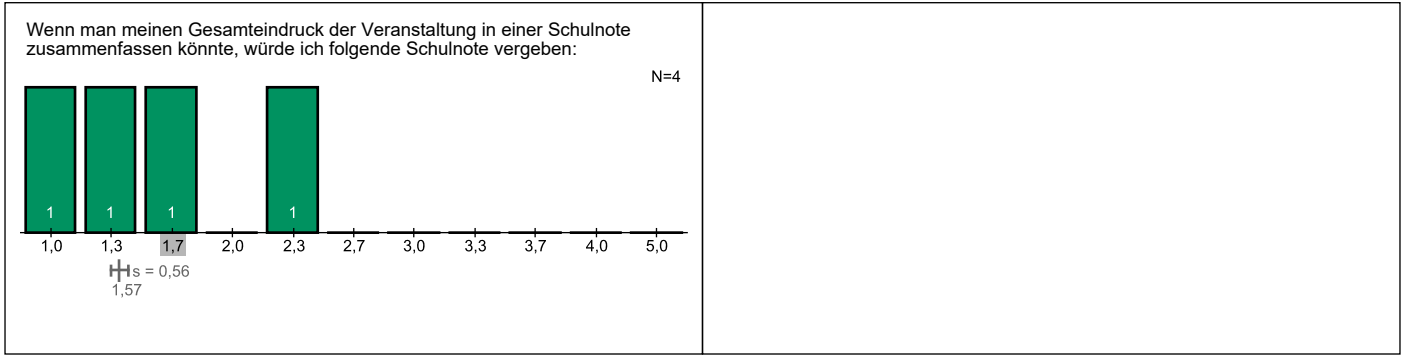 Wenn man meinen Gesamteindruck der Veranstaltung in einer Schulnote
zusammenfassen könnte, würde ich folgende Schulnote vergeben:
N=4
1 1 1 1
1,0 1,3 1,7 2,0 2,3 2,7 3,0 3,3 3,7 4,0 5,0
s = 0,56
1,57